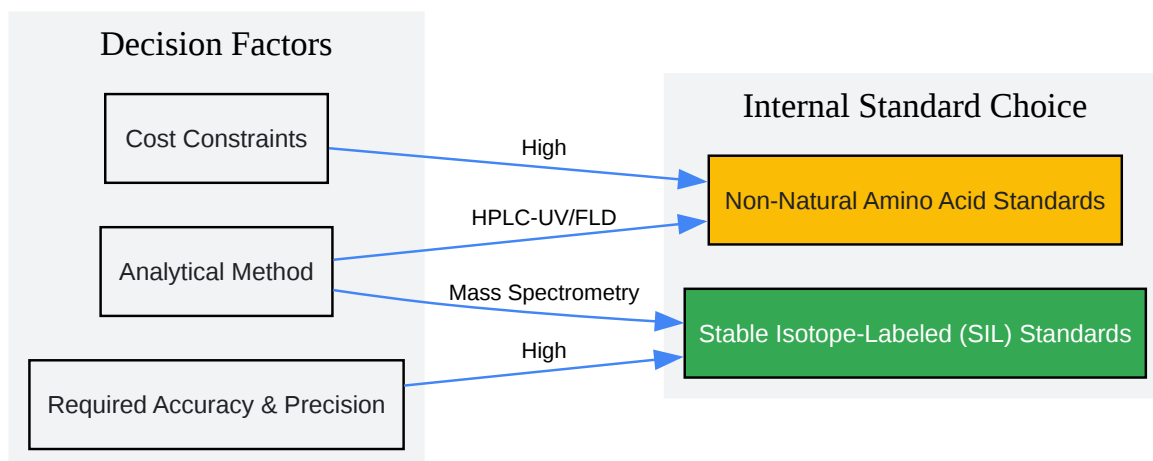 Decision Factors
Cost Constraints
Analytical Method
Required Accuracy & Precision
High
HPLC-UV/FLD
Mass Spectrometry
High
Internal Standard Choice
Non-Natural Amino Acid Standards
Stable Isotope-Labeled (SIL) Standards